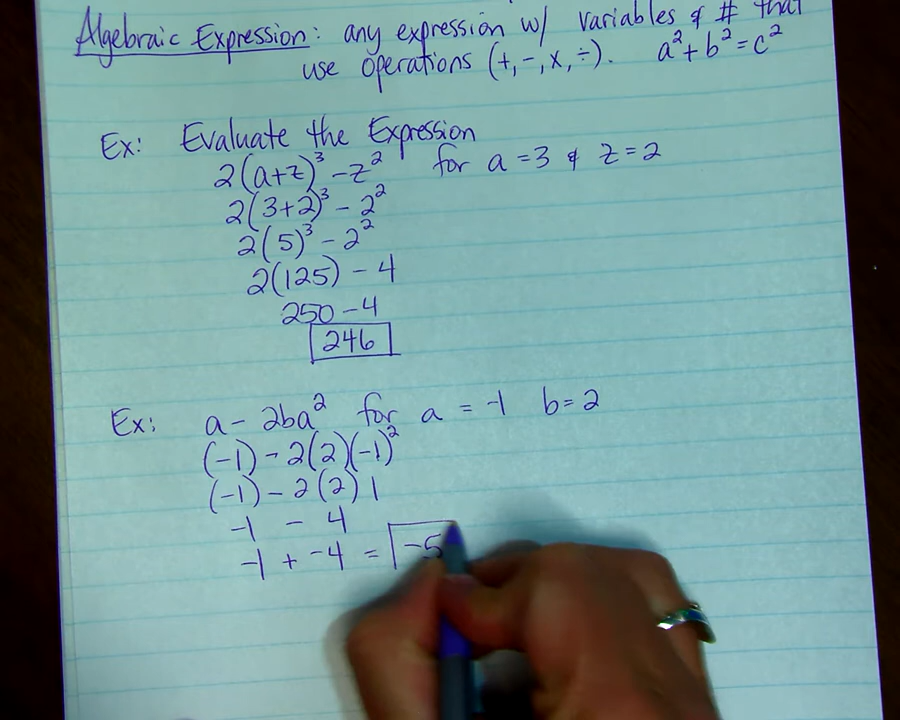 Algebraic Expression: any expression w/ variables & # that
use operations (+, -, x, ÷). a² + b² = c²
Ex: Evaluate the Expression
2(a+z)³ - z² for a = 3 & z = 2
2(3+2)³ - 2²
2(5)³ - 2²
2(125) - 4
250 - 4
246
Ex: a - 2ba² for a = -1 b = 2
(-1) - 2(2)(-1)²
(-1) - 2(2) 1
-1 - 4
-1 + -4 = -5